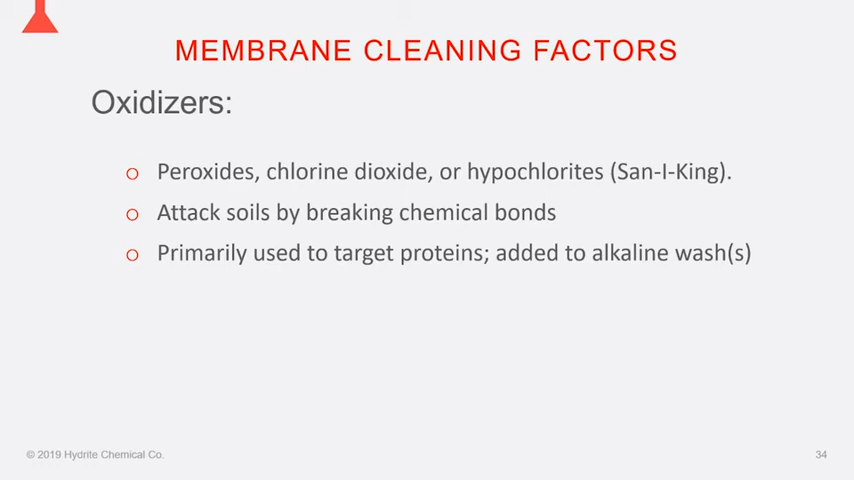 MEMBRANE CLEANING FACTORS
Oxidizers:
o Peroxides, chlorine dioxide, or hypochlorites (San-I-King).
o Attack soils by breaking chemical bonds
o Primarily used to target proteins; added to alkaline wash(s)
© 2019 Hydrite Chemical Co.
34